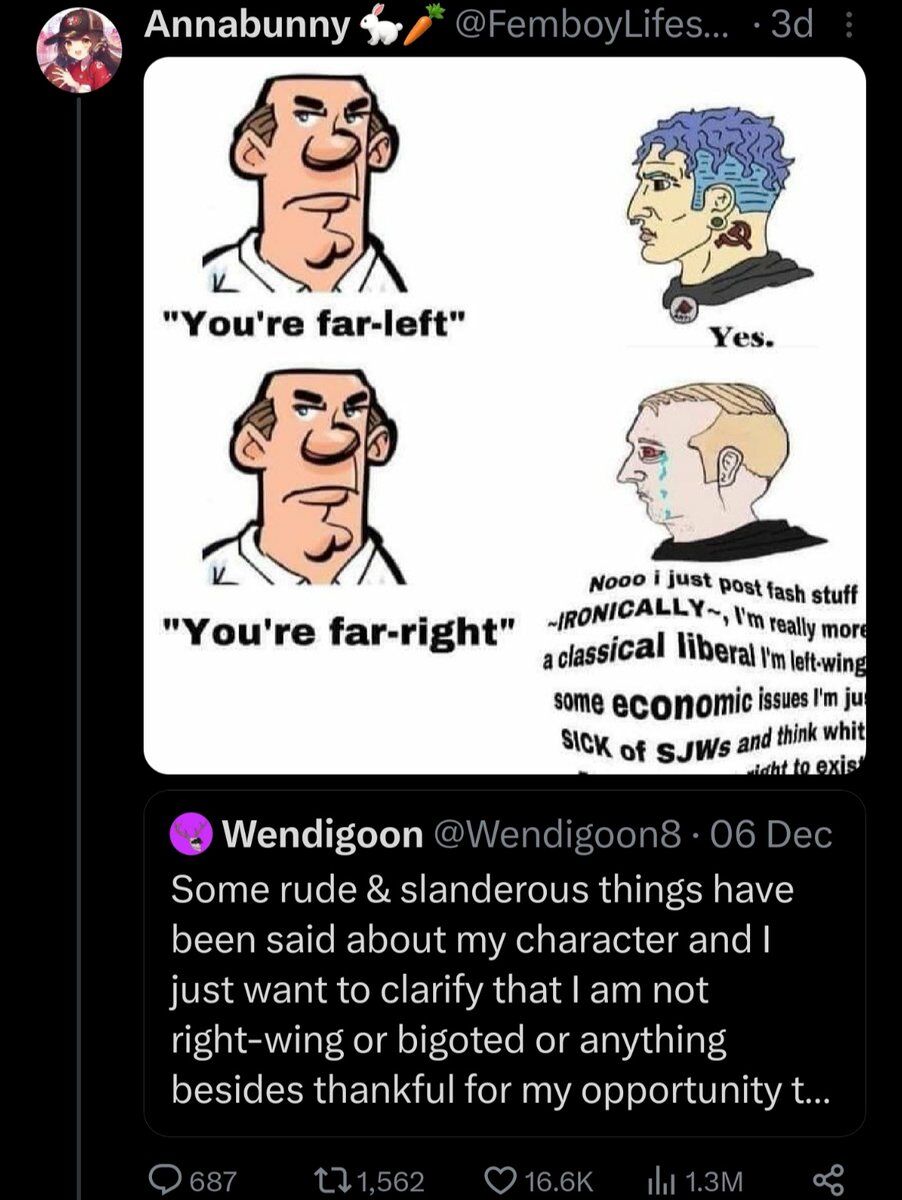 Annabunny 🐇🥕 @FemboyLifes... · 3d
"You're far-left"
Yes.
"You're far-right"
Nooo i just post fash stuff
~IRONICALLY~, I'm really more
a classical liberal I'm left-wing
some economic issues I'm
SICK of SJWs and think
to exist
Wendigoon @Wendigoon8 · 06 Dec
Some rude & slanderous things have
been said about my character and I
just want to clarify that I am not
right-wing or bigoted or anything
besides thankful for my opportunity t...
687 1,562 16.6K 1.3M